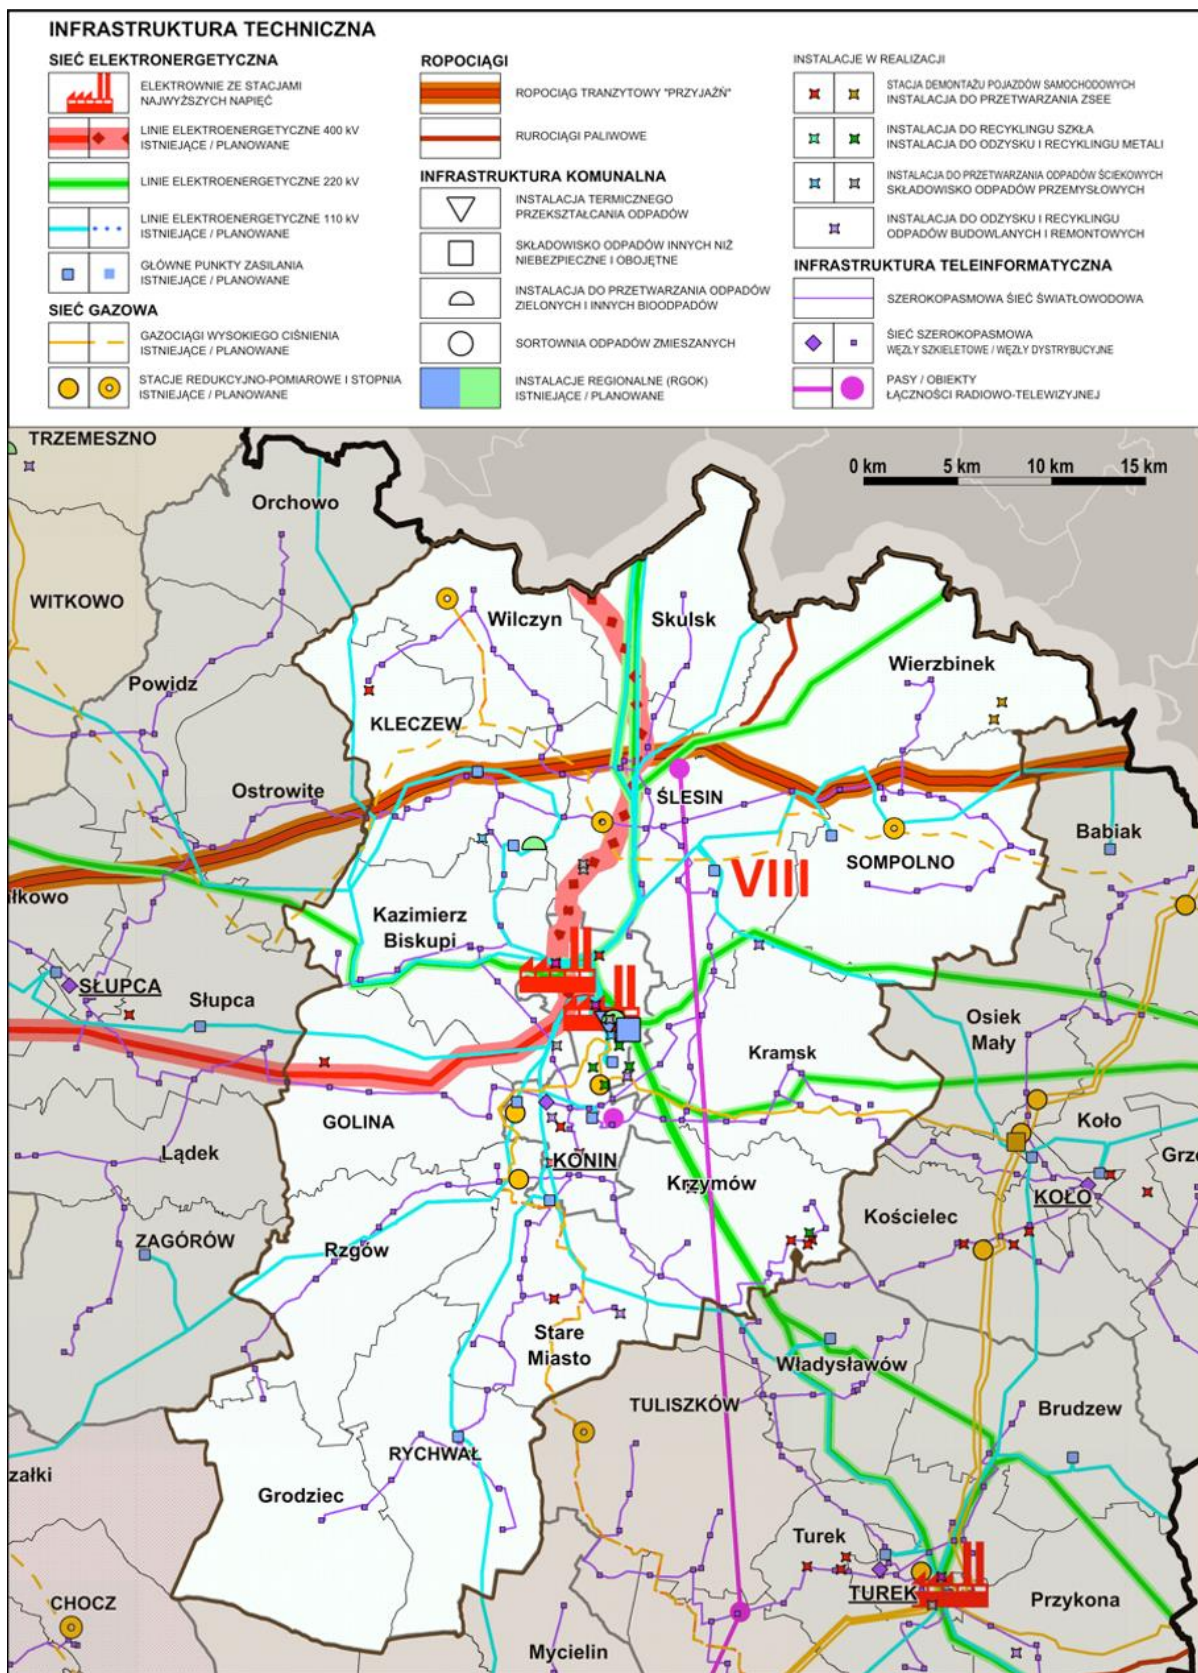 INFRASTRUKTURA TECHNICZNA
SIEĆ ELEKTRONERGETYCZNA
ELEKTROWNIE ZE STACJAMI
NAJWYŻSZYCH NAPIĘĆ
LINIE ELEKTROENERGETYCZNE 400 kV
ISTNIEJĄCE / PLANOWANE
LINIE ELEKTROENERGETYCZNE 220 kV
LINIE ELEKTROENERGETYCZNE 110 kV
ISTNIEJĄCE / PLANOWANE
GŁÓWNE PUNKTY ZASILANIA
ISTNIEJĄCE / PLANOWANE
SIEĆ GAZOWA
GAZOCIĄGI WYSOKIEGO CIŚNIENIA
ISTNIEJĄCE / PLANOWANE
STACJE REDUKCYJNO-POMIAROWE I STOPNIA
ISTNIEJĄCE / PLANOWANE
ROPOCIĄGI
ROPOCIĄG TRANZYTOWY "PRZYJAŹŃ"
RUROCIĄGI PALIWOWE
INFRASTRUKTURA KOMUNALNA
INSTALACJA TERMICZNEGO
PRZEKSZTAŁCANIA ODPADÓW
SKŁADOWISKO ODPADÓW INNYCH NIŻ
NIEBEZPIECZNE I OBOJĘTNE
INSTALACJA DO PRZETWARZANIA ODPADÓW
ZIELONYCH I INNYCH BIOODPADÓW
SORTOWNIA ODPADÓW ZMIESZANYCH
INSTALACJE REGIONALNE (RGOK)
ISTNIEJĄCE / PLANOWANE
INSTALACJE W REALIZACJI
STACJA DEMONTAŻU POJAZDÓW SAMOCHODOWYCH
INSTALACJA DO PRZETWARZANIA ZSEE
INSTALACJA DO RECYKLINGU SZKŁA
INSTALACJA DO ODZYSKU I RECYKLINGU METALI
INSTALACJA DO PRZETWARZANIA ODPADÓW ŚCIEKOWYCH
SKŁADOWISKO ODPADÓW PRZEMYSŁOWYCH
INSTALACJA DO ODZYSKU I RECYKLINGU
ODPADÓW BUDOWLANYCH I REMONTOWYCH
INFRASTRUKTURA TELEINFORMATYCZNA
SZEROKOPASMOWA SIEĆ ŚWIATŁOWODOWA
SIEĆ SZEROKOPASMOWA
WĘZŁY SZKIELETOWE / WĘZŁY DYSTRYBUCYJNE
PASY / OBIEKTY
ŁĄCZNOŚCI RADIOWO-TELEWIZYJNEJ
TRZEMESZNO
0 km 5 km 10 km 15 km
Orchowo
WITKOWO
Wilczyn
Skulsk
Wierzbinek
Powidz
KLECZEW
Ostrowite
ŚLESIN
Babiak
SOMPOLNO
VIII
ałkowo
Kazimierz
Biskupi
SŁUPCA
Słupca
Osiek
Mały
Kramsk
GOLINA
Koło
Lądek
KONIN
Grze
Krzymów
KOŁO
Kościelec
ZAGÓRÓW
Rzgów
Stare
Miasto
Władysławów
TULISZKÓW
Brudzew
RYCHWAŁ
załki
Grodziec
Turek
TUREK
Przykona
CHOCZ
Mycielin